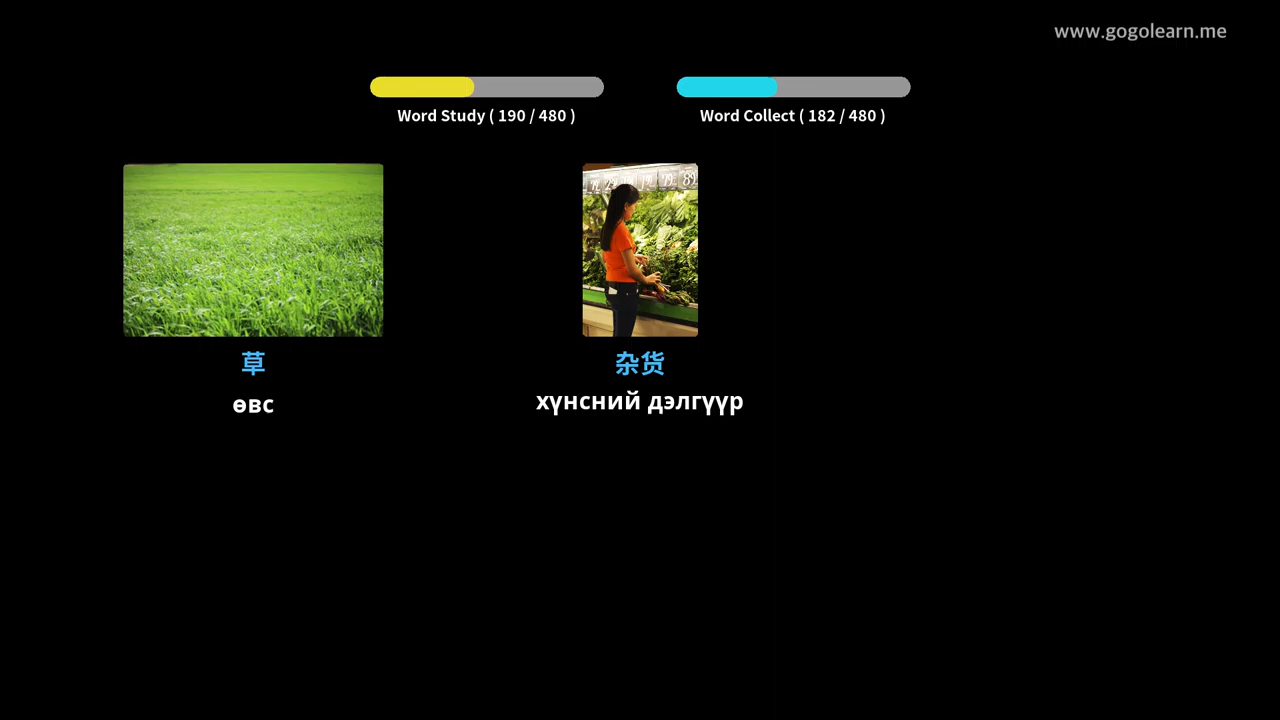 www.gogolearn.me
Word Study ( 190 / 480 )
Word Collect ( 182 / 480 )
草
өвс
杂货
хүнсний дэлгүүр